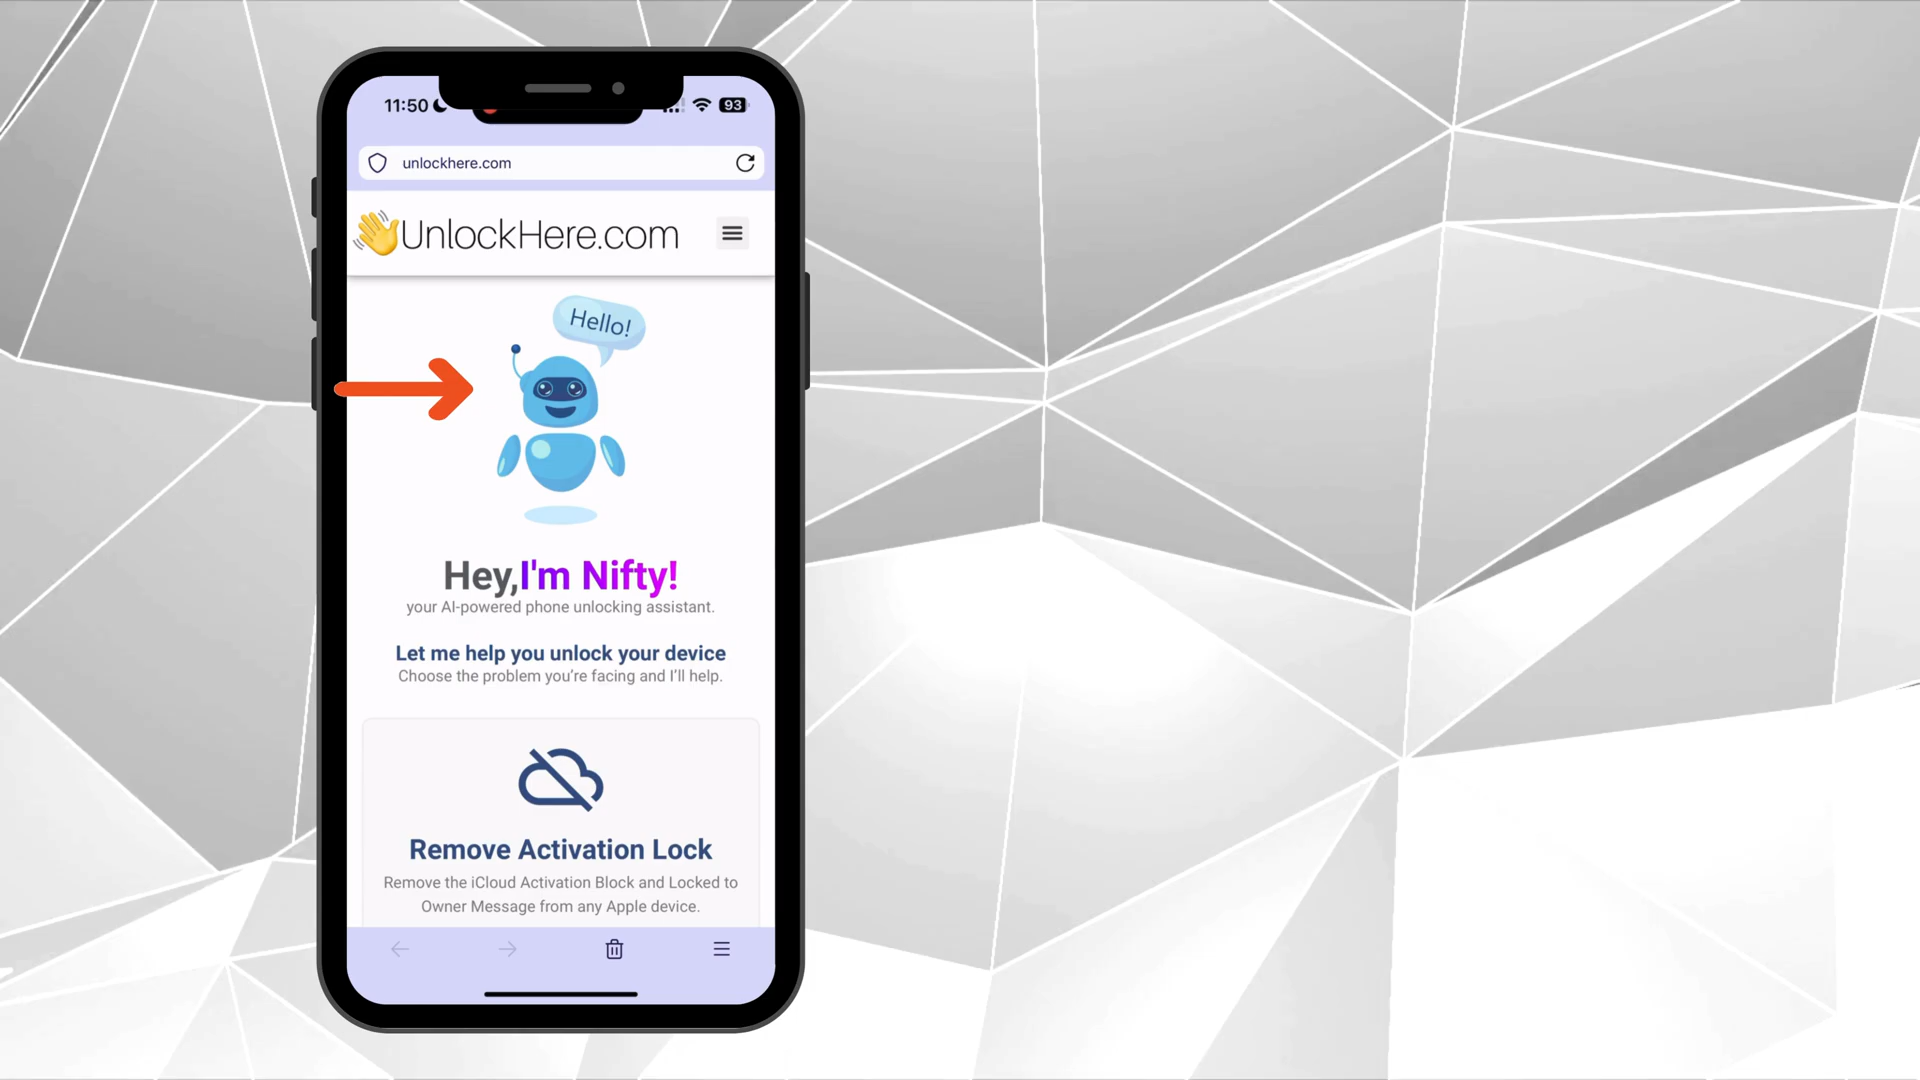 11:50
93
unlockhere.com
UnlockHere.com
Hello!
Hey,I'm Nifty!
your AI-powered phone unlocking assistant.
Let me help you unlock your device
Choose the problem you’re facing and I’ll help.
Remove Activation Lock
Remove the iCloud Activation Block and Locked to
Owner Message from any Apple device.